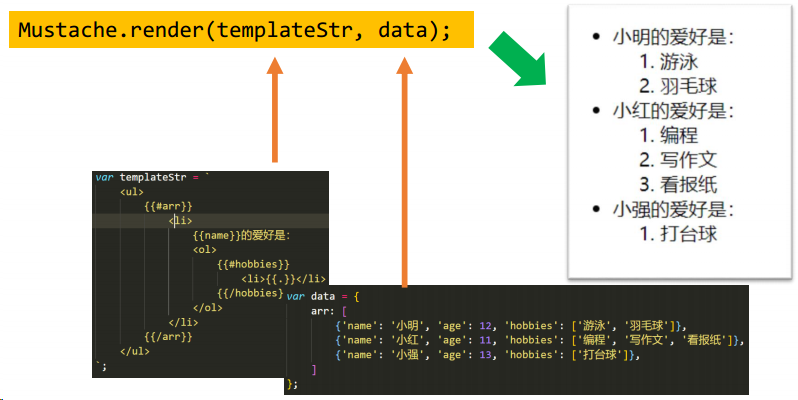 Mustache.render(templateStr, data);
• 小明的爱好是：
1. 游泳
2. 羽毛球
• 小红的爱好是：
1. 编程
2. 写作文
3. 看报纸
• 小强的爱好是：
1. 打台球
var templateStr = `
<ul>
{{#arr}}
<li>
{{name}}的爱好是：
<ol>
{{#hobbies}}
<li>{{.}}</li>
{{/hobbies}
</ol>
</li>
{{/arr}}
</ul>
`;
var data = {
arr: [
{'name': '小明', 'age': 12, 'hobbies': ['游泳', '羽毛球']},
{'name': '小红', 'age': 11, 'hobbies': ['编程', '写作文', '看报纸']},
{'name': '小强', 'age': 13, 'hobbies': ['打台球']},
]
};